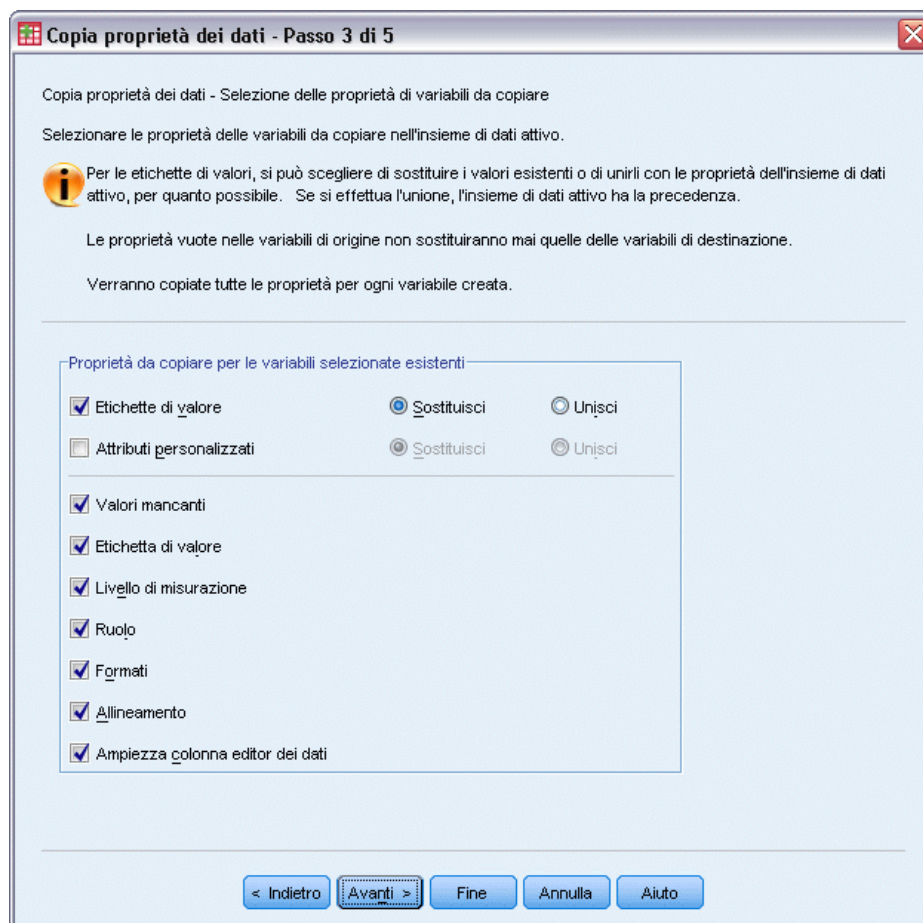 Copia proprietà dei dati - Passo 3 di 5
Copia proprietà dei dati - Selezione delle proprietà di variabili da copiare
Selezionare le proprietà delle variabili da copiare nell'insieme di dati attivo.
Per le etichette di valori, si può scegliere di sostituire i valori esistenti o di unirli con le proprietà dell'insieme di dati
attivo, per quanto possibile. Se si effettua l'unione, l'insieme di dati attivo ha la precedenza.
Le proprietà vuote nelle variabili di origine non sostituiranno mai quelle delle variabili di destinazione.
Verranno copiate tutte le proprietà per ogni variabile creata.
Proprietà da copiare per le variabili selezionate esistenti
Etichette di valore Sostituisci Unisci
Attributi personalizzati Sostituisci Unisci
Valori mancanti
Etichetta di valore
Livello di misurazione
Ruolo
Formati
Allineamento
Ampiezza colonna editor dei dati
< Indietro Avanti > Fine Annulla Aiuto